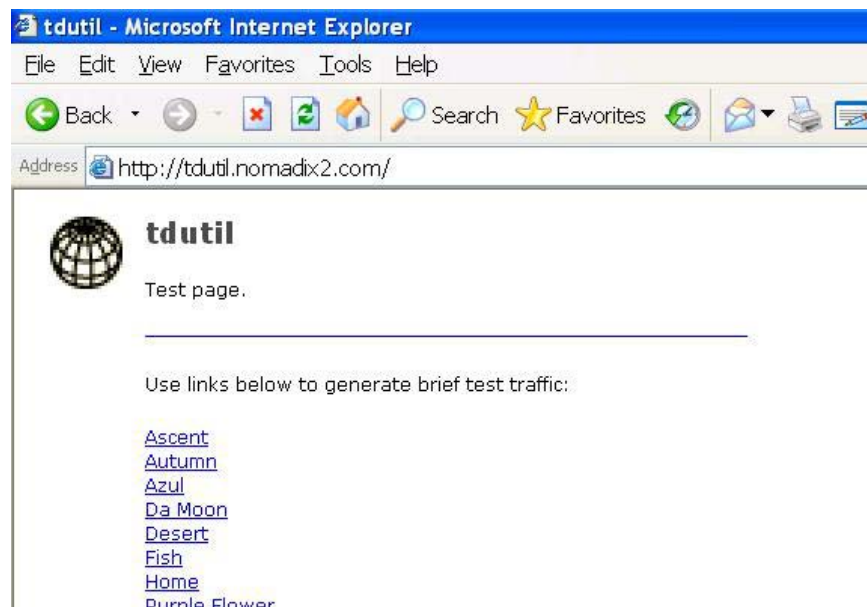 tdutil - Microsoft Internet Explorer
File Edit View Favorites Tools Help
Back Search Favorites
Address http://tdutil.nomadix2.com/
tdutil
Test page.
Use links below to generate brief test traffic:
Ascent
Autumn
Azul
Da Moon
Desert
Fish
Home
Purple Flower